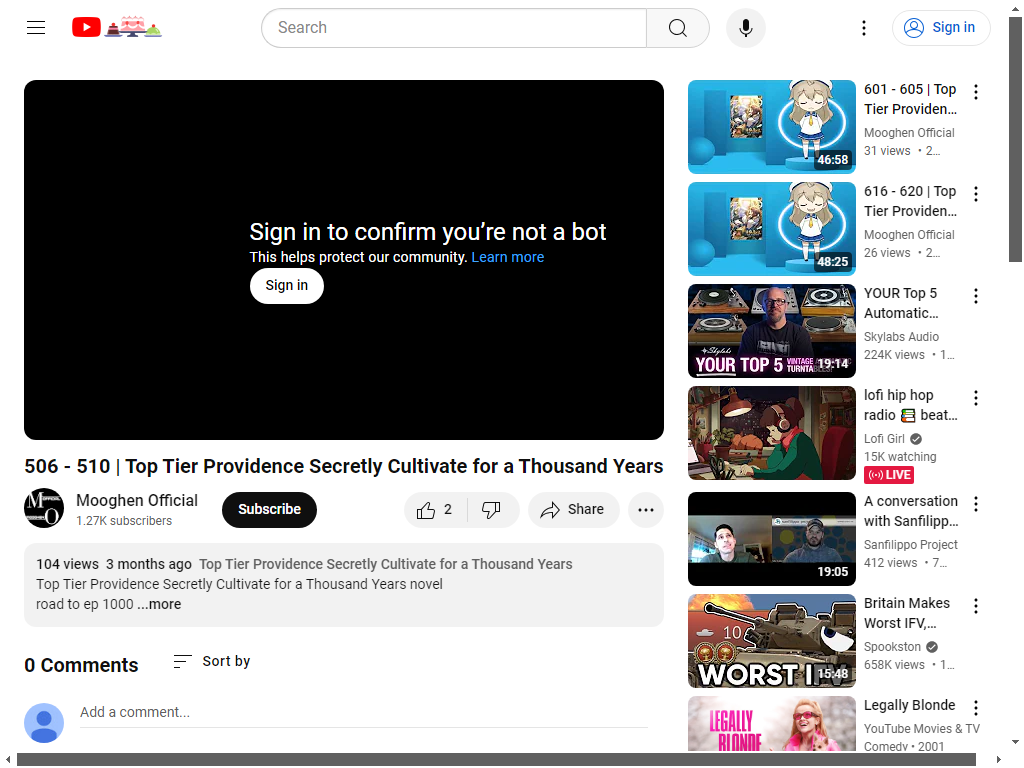 Search
Sign in
Sign in to confirm you’re not a bot
This helps protect our community. Learn more
Sign in
506 - 510 | Top Tier Providence Secretly Cultivate for a Thousand Years
Mooghen Official
1.27K subscribers
Subscribe
2
Share
104 views 3 months ago Top Tier Providence Secretly Cultivate for a Thousand Years
Top Tier Providence Secretly Cultivate for a Thousand Years novel
road to ep 1000 ...more
0 Comments
Sort by
Add a comment...
601 - 605 | Top
Tier Providen...
Mooghen Official
31 views • 2...
46:58
616 - 620 | Top
Tier Providen...
Mooghen Official
26 views • 2...
48:25
YOUR Top 5
Automatic...
Skylabs Audio
224K views • 1...
Skylabs
YOUR TOP 5 VINTAGE
19:14
lofi hip hop
radio 📚 beat...
Lofi Girl
15K watching
LIVE
A conversation
with Sanfilipp...
Sanfilippo Project
412 views • 7...
19:05
Britain Makes
Worst IFV,...
Spookston
658K views • 1...
10
WORST IFV
15:48
Legally Blonde
YouTube Movies & TV
Comedy • 2001
LEGALLY
BLONDE